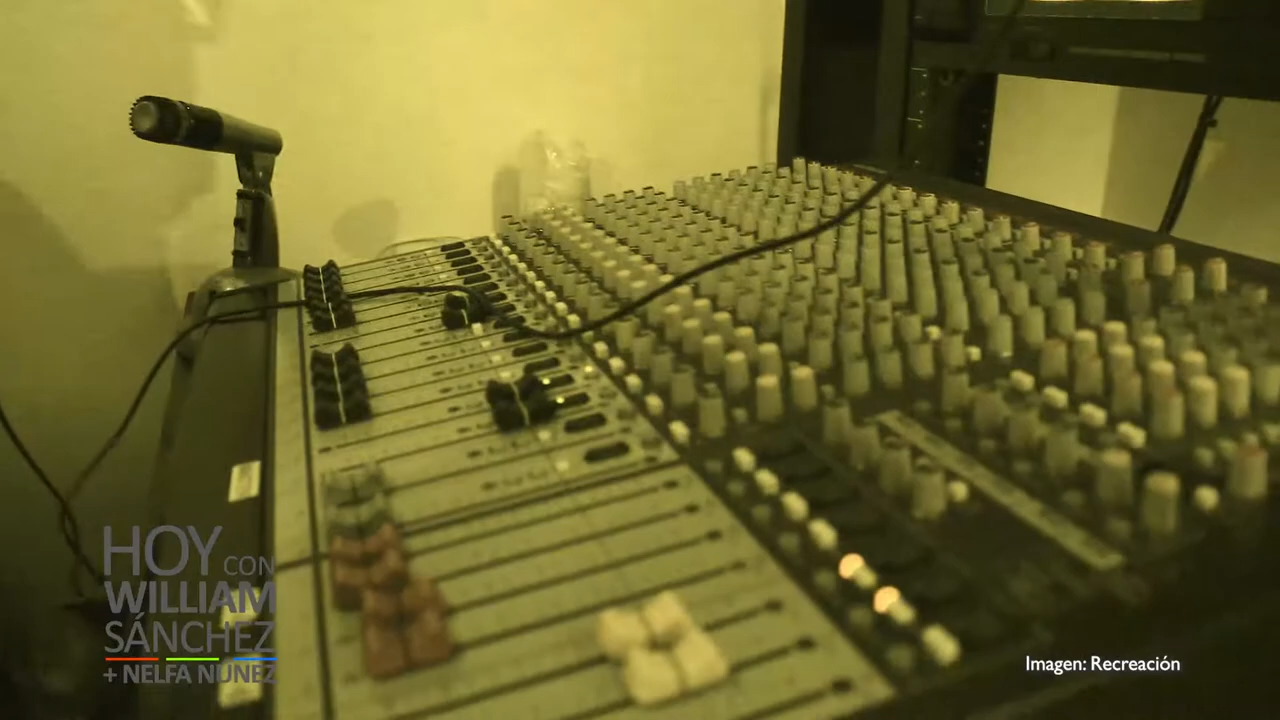 HOY CON
WILLIAM
SÁNCHEZ
+ NELFA NÚÑEZ
Imagen: Recreación